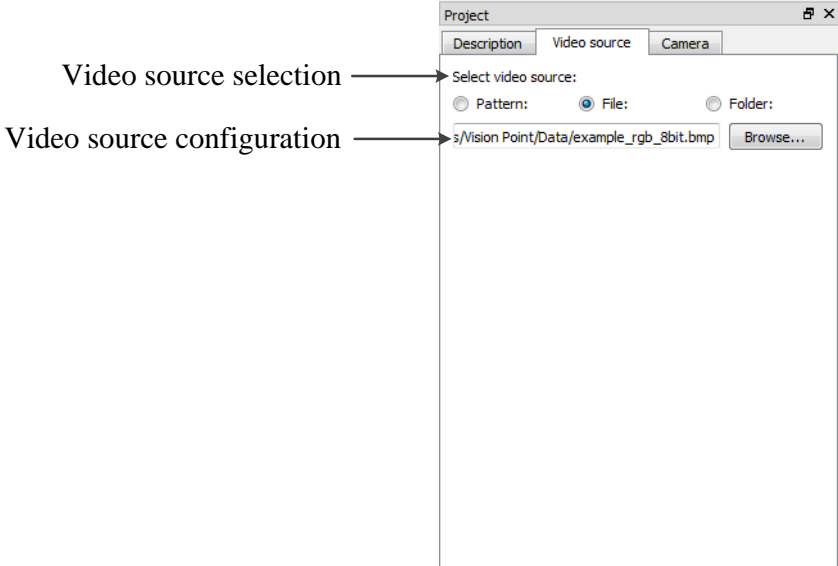 Project
Description Video source Camera
Video source selection
Select video source:
Pattern: File: Folder:
Video source configuration
s/Vision Point/Data/example_rgb_8bit.bmp Browse...